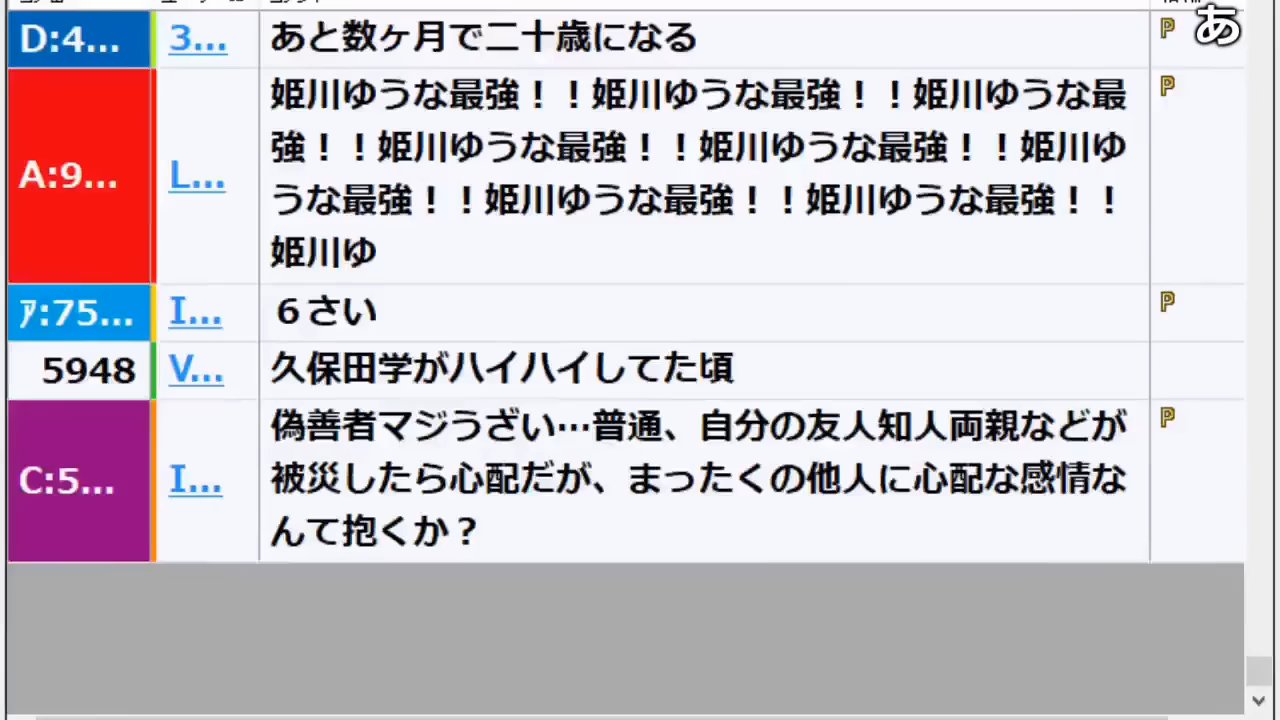 あ
D:4... 3... あと数ヶ月で二十歳になる P
姫川ゆうな最強！！姫川ゆうな最強！！姫川ゆうな最
強！！姫川ゆうな最強！！姫川ゆうな最強！！姫川ゆ
うな最強！！姫川ゆうな最強！！姫川ゆうな最強！！
姫川ゆ
A:9... L... P
ｱ:75... I... ６さい P
5948 V... 久保田学がハイハイしてた頃
偽善者マジうざい…普通、自分の友人知人両親などが
被災したら心配だが、まったくの他人に心配な感情な
んて抱くか？
C:5... I... P